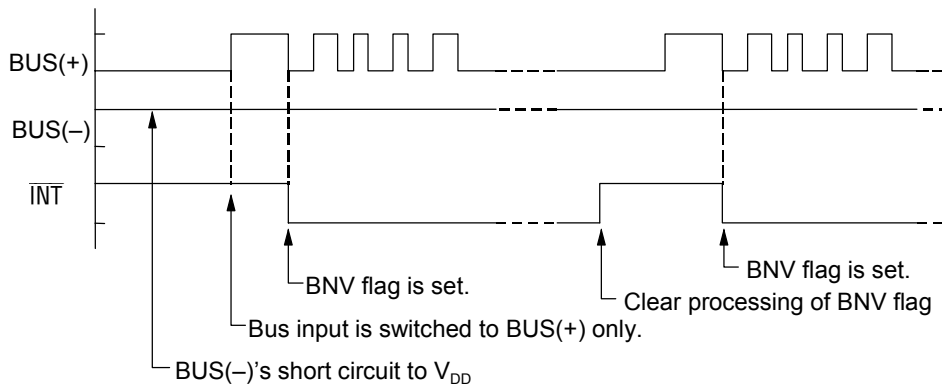 BUS(+)
BUS(–)
INT
BNV flag is set.
BNV flag is set.
Clear processing of BNV flag
Bus input is switched to BUS(+) only.
BUS(–)'s short circuit to VDD